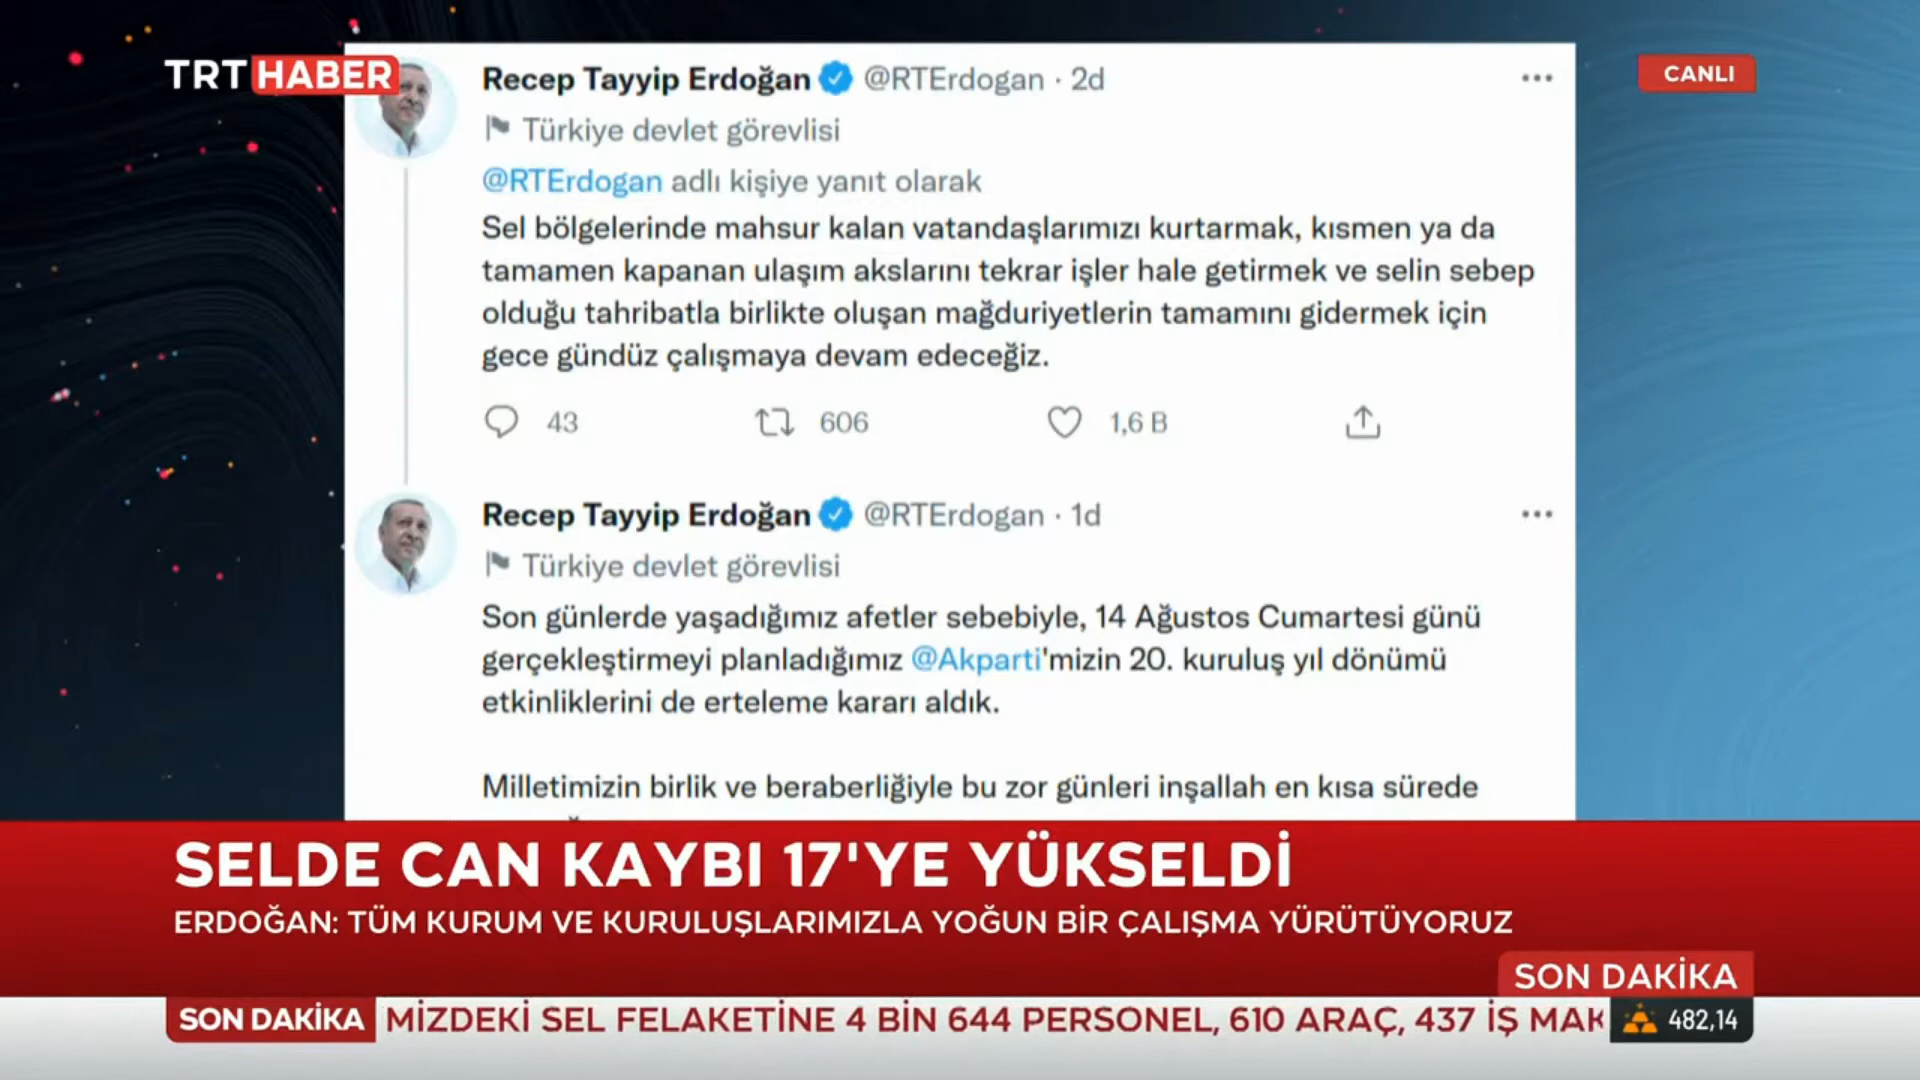 TRT HABER
CANLI
Recep Tayyip Erdoğan @RTErdogan · 2d
Türkiye devlet görevlisi
@RTErdogan adlı kişiye yanıt olarak
Sel bölgelerinde mahsur kalan vatandaşlarımızı kurtarmak, kısmen ya da
tamamen kapanan ulaşım akslarını tekrar işler hale getirmek ve selin sebep
olduğu tahribatla birlikte oluşan mağduriyetlerin tamamını gidermek için
gece gündüz çalışmaya devam edeceğiz.
43 606 1,6 B
Recep Tayyip Erdoğan @RTErdogan · 1d
Türkiye devlet görevlisi
Son günlerde yaşadığımız afetler sebebiyle, 14 Ağustos Cumartesi günü
gerçekleştirmeyi planladığımız @Akparti'mizin 20. kuruluş yıl dönümü
etkinliklerini de erteleme kararı aldık.
Milletimizin birlik ve beraberliğiyle bu zor günleri inşallah en kısa sürede
SELDE CAN KAYBI 17'YE YÜKSELDİ
ERDOĞAN: TÜM KURUM VE KURULUŞLARIMIZLA YOĞUN BİR ÇALIŞMA YÜRÜTÜYORUZ
SON DAKİKA
SON DAKİKA MİZDEKİ SEL FELAKETİNE 4 BİN 644 PERSONEL, 610 ARAÇ, 437 İŞ MAK 482,14